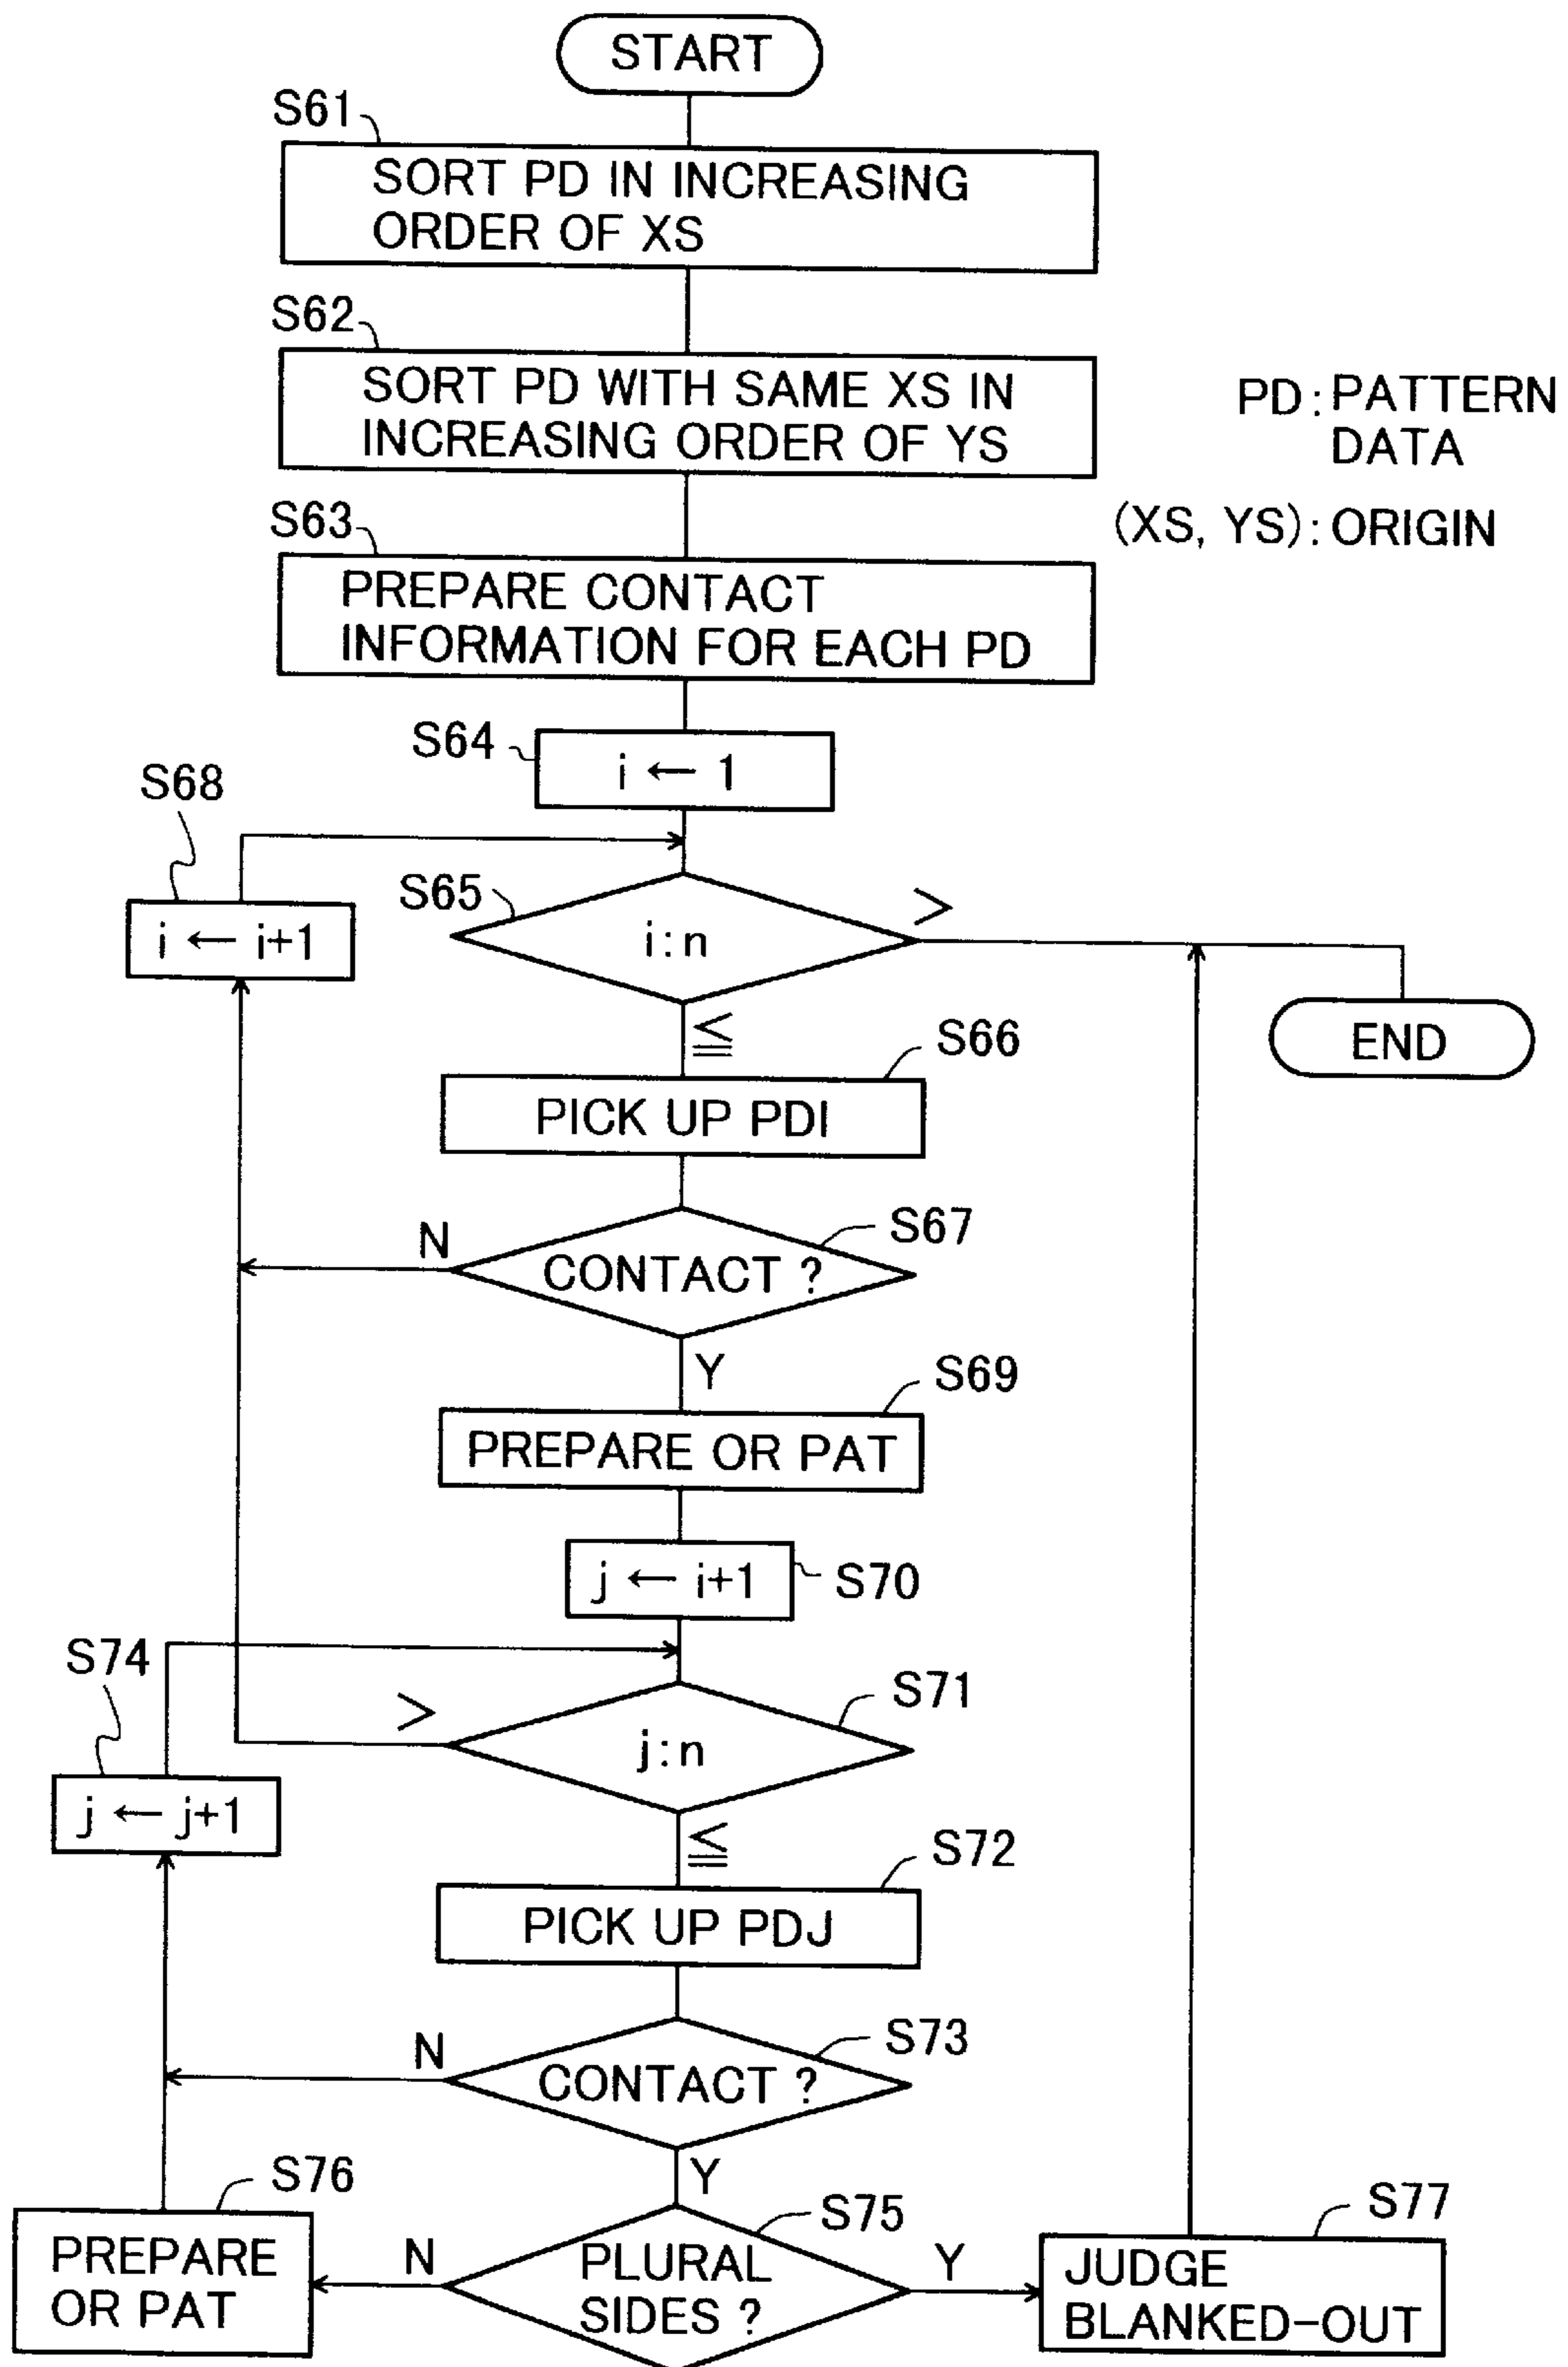 START
S61
SORT PD IN INCREASING
ORDER OF XS
S62
SORT PD WITH SAME XS IN
INCREASING ORDER OF YS
PD : PATTERN
DATA
(XS, YS) : ORIGIN
S63
PREPARE CONTACT
INFORMATION FOR EACH PD
S64
i ← 1
S68
i ← i+1
S65
i : n
>
≦
END
S66
PICK UP PDI
S67
CONTACT ?
N
Y
S69
PREPARE OR PAT
S70
j ← i+1
S74
j ← j+1
S71
j : n
>
≦
S72
PICK UP PDJ
S73
CONTACT ?
N
Y
S76
PREPARE
OR PAT
S75
PLURAL
SIDES ?
N
Y
S77
JUDGE
BLANKED-OUT